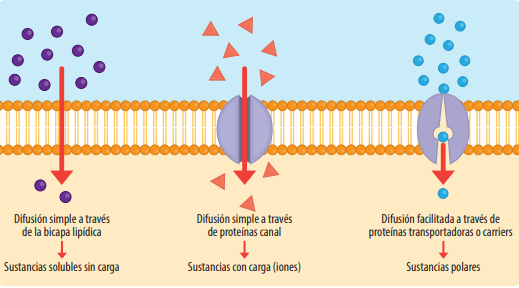 Difusión simple a través
de la bicapa lipídica
Sustancias solubles sin carga
Difusión simple a través
de proteínas canal
Sustancias con carga (iones)
Difusión facilitada a través de
proteínas transportadoras o carriers
Sustancias polares